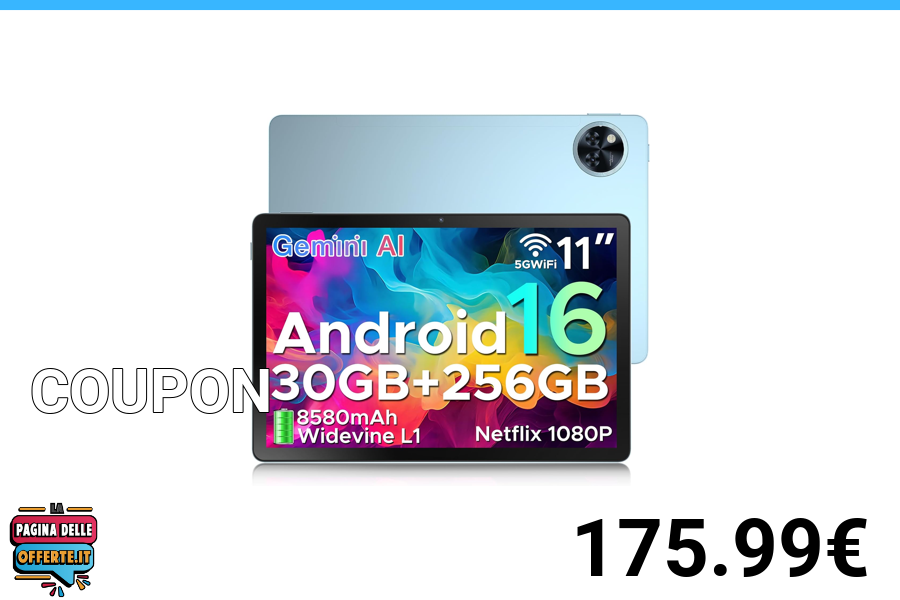 Gemini AI
5GWiFi
11”
Android 16
30GB+256GB
COUPON
8580mAh
Widevine L1
Netflix 1080P
LA
PAGINA DELLE
OFFERTE.IT
175.99€